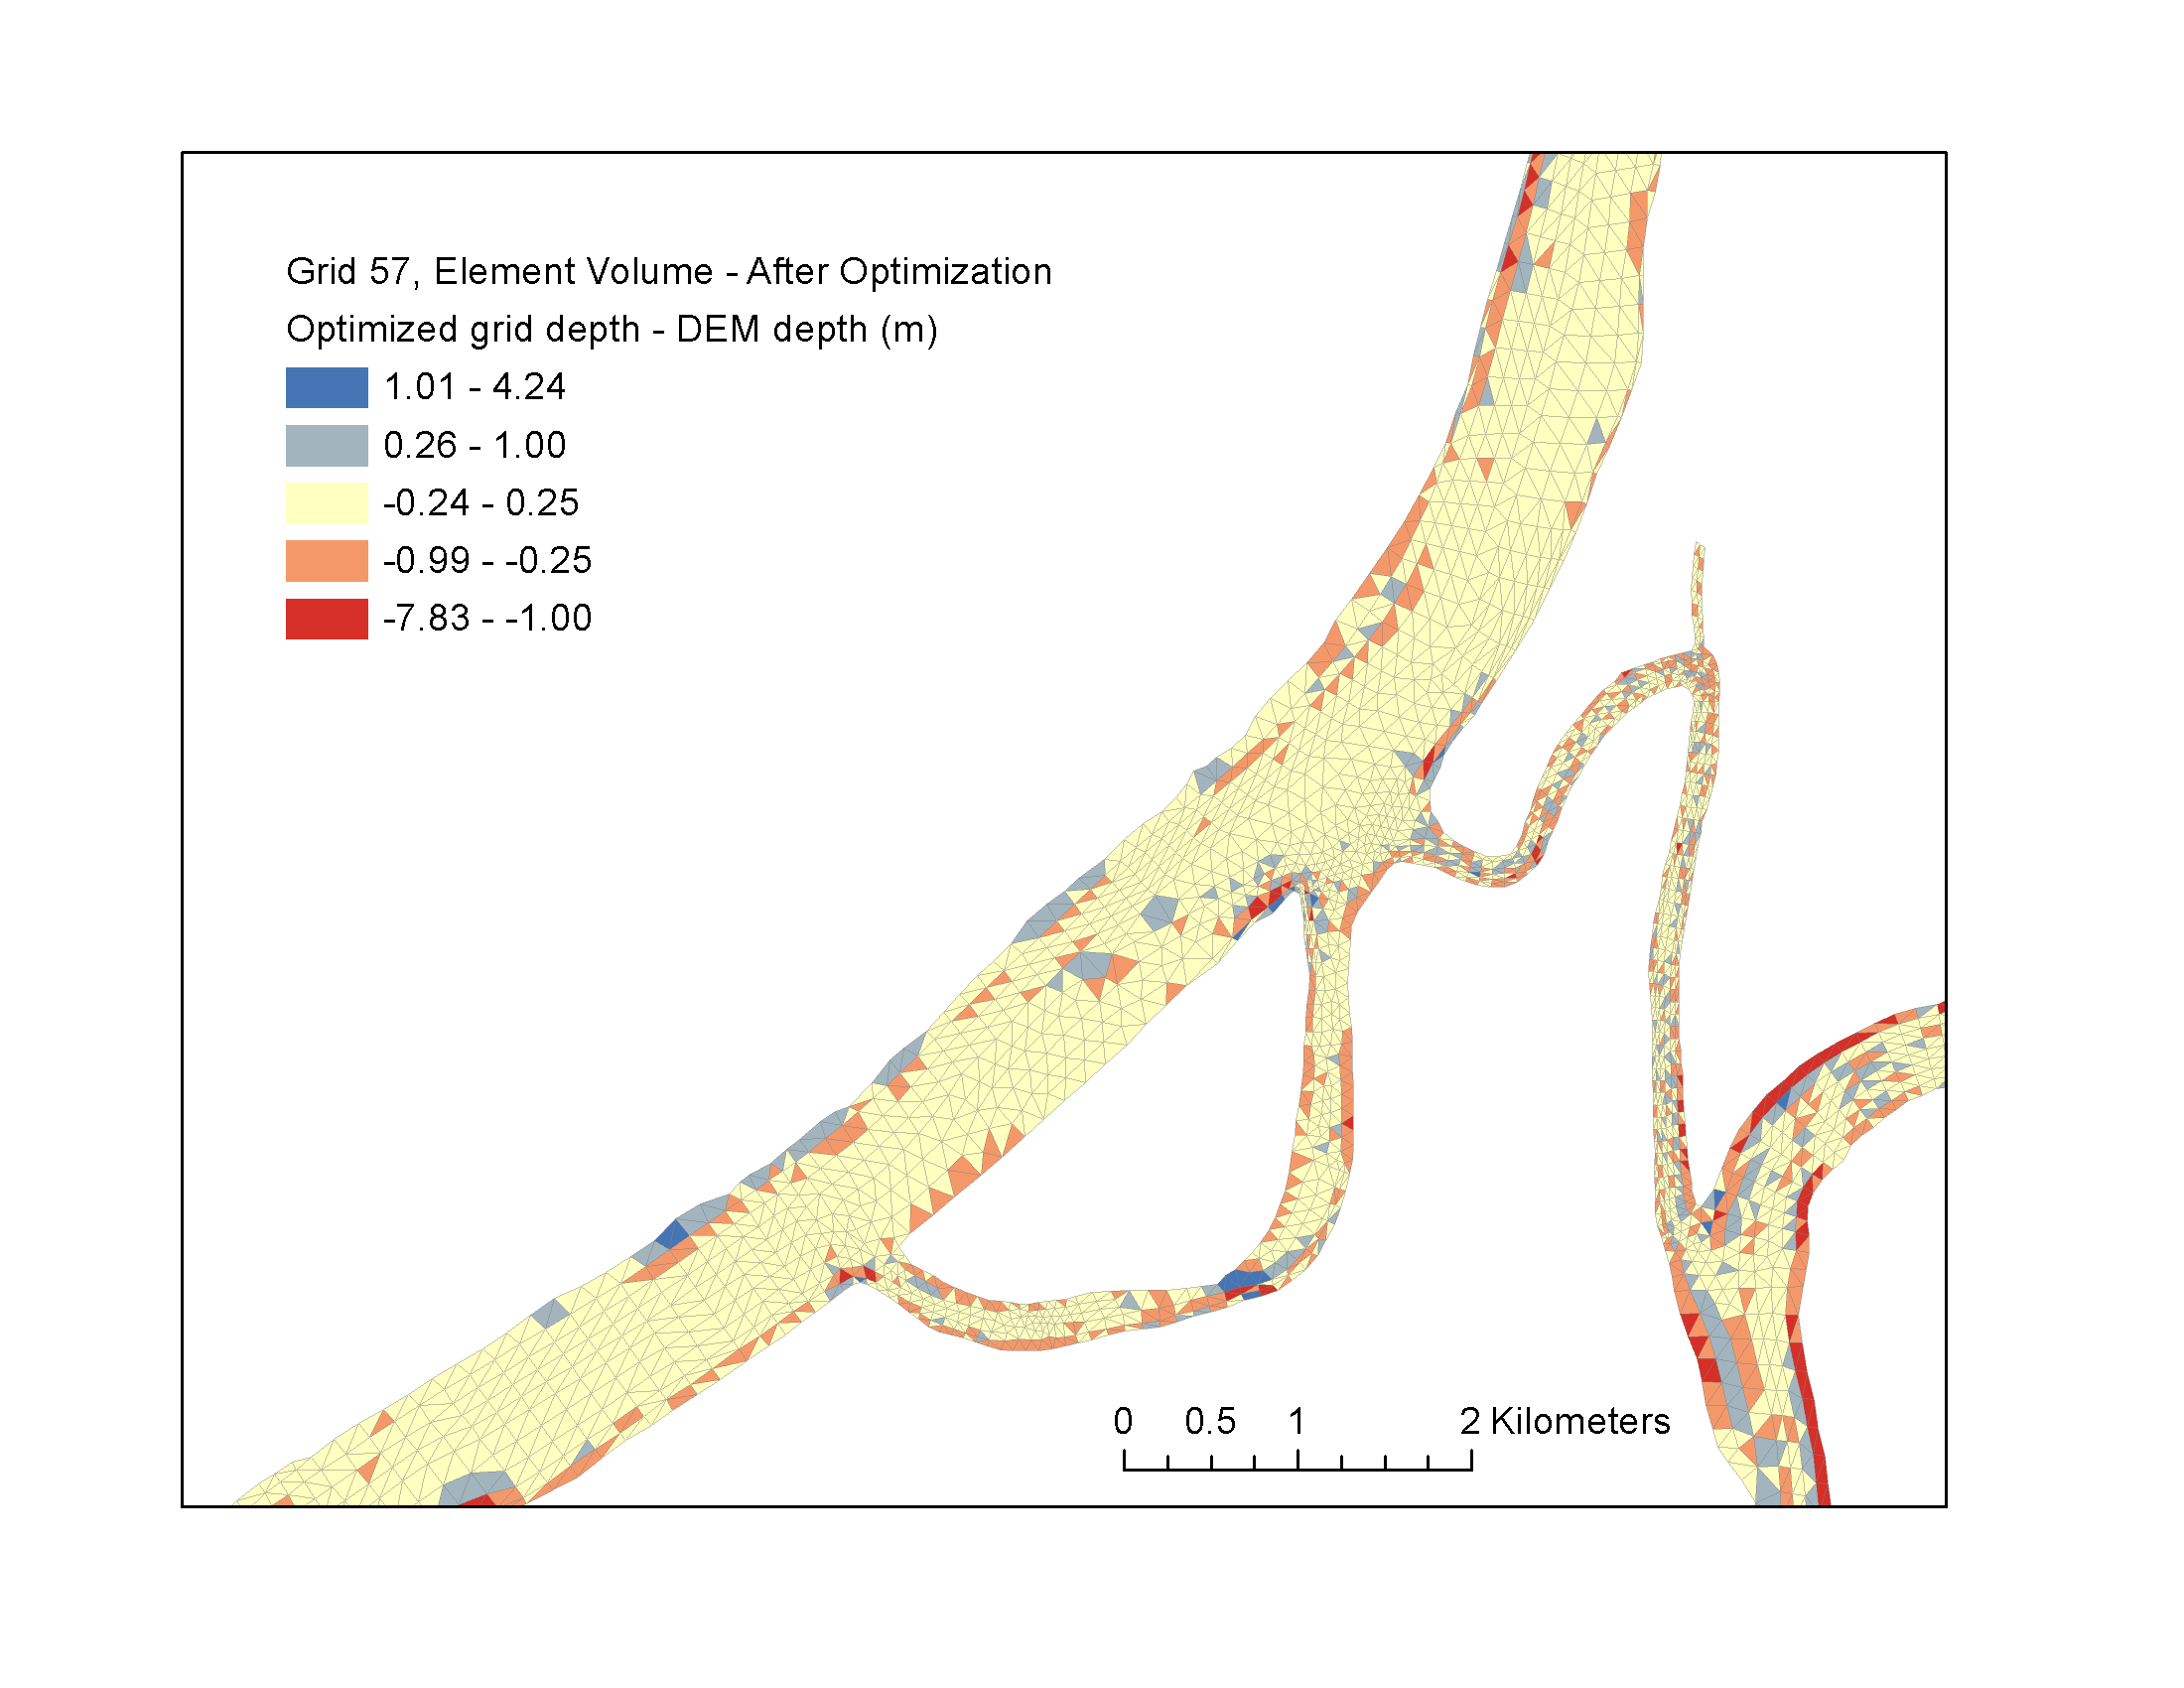 Grid 57, Element Volume - After Optimization
Optimized grid depth - DEM depth (m)
1.01 - 4.24
0.26 - 1.00
-0.24 - 0.25
-0.99 - -0.25
-7.83 - -1.00
0 0.5 1 2 Kilometers